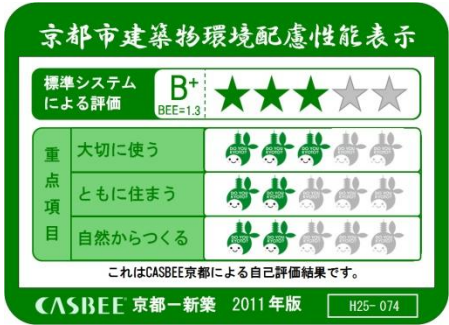 京都市建築物環境配慮性能表示
標準システム
による評価
B+
BEE=1.3
重点項目
大切に使う
ともに住まう
自然からつくる
これはCASBEE京都による自己評価結果です。
CASBEE 京都－新築 2011年版
H25-074